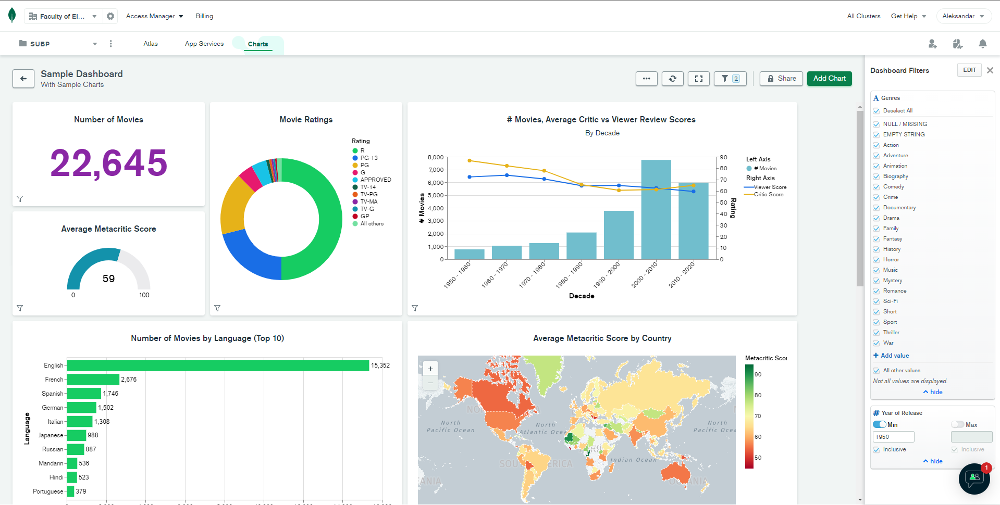 Faculty of El...
Access Manager
Billing
All Clusters
Get Help
Aleksandar
SUBP
Atlas
App Services
Charts
Sample Dashboard
With Sample Charts
2
Share
Add Chart
Dashboard Filters
EDIT
Number of Movies
22,645
Average Metacritic Score
59
0
100
Movie Ratings
Rating
R
PG-13
PG
G
APPROVED
TV-14
TV-PG
TV-MA
TV-G
GP
All others
# Movies, Average Critic vs Viewer Review Scores
By Decade
# Movies
8,000
7,000
6,000
5,000
4,000
3,000
2,000
1,000
0
90
80
70
60
50
40
30
20
10
0
Rating
1950 - 1960
1960 - 1970
1970 - 1980
1980 - 1990
1990 - 2000
2000 - 2010
2010 - 2020
Decade
Left Axis
# Movies
Right Axis
Viewer Score
Critic Score
Number of Movies by Language (Top 10)
Language
English 15,352
French 2,676
Spanish 1,746
German 1,502
Italian 1,308
Japanese 988
Russian 887
Mandarin 536
Hindi 523
Portuguese 379
Average Metacritic Score by Country
+
−
North
Pacific Ocean
North
Atlantic Ocea
Indian Ocean
North
Pacific Ocea
SOU
ERICA
EANIA
Metacritic Scor
90
80
70
60
50
Genres
Deselect All
NULL / MISSING
EMPTY STRING
Action
Adventure
Animation
Biography
Comedy
Crime
Documentary
Drama
Family
Fantasy
History
Horror
Music
Mystery
Romance
Sci-Fi
Short
Sport
Thriller
War
+ Add value
All other values
Not all values are displayed.
hide
# Year of Release
Min
Max
1950
Inclusive
Inclusive
hide
1